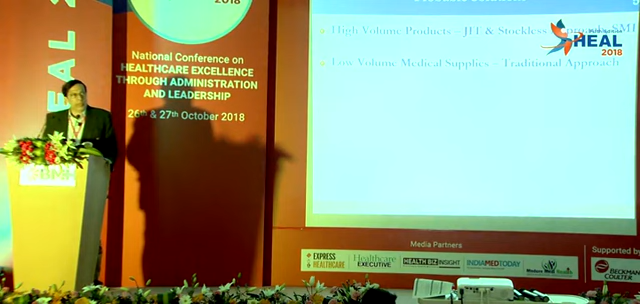 2018
HEAL 2
National Conference on
HEALTHCARE EXCELLENCE
THROUGH ADMINISTRATION
AND LEADERSHIP
26th & 27th October 2018
High Volume Products – JIT & Stockless
Low Volume Medical Supplies – Traditional Approach
HEAL
2018
Media Partners
EXPRESS
HEALTHCARE
Healthcare
EXECUTIVE
HEALTH BIZ INSIGHT
INDIAMEDTODAY
Supported by
BECKMAN
COULTER